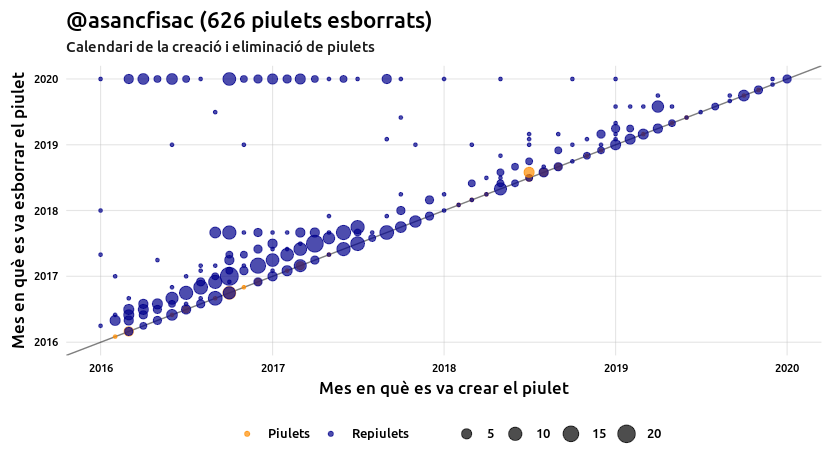 @asancfisac (626 piulets esborrats)
Calendari de la creació i eliminació de piulets
Mes en què es va esborrar el piulet
2020
2019
2018
2017
2016
2016 2017 2018 2019 2020
Mes en què es va crear el piulet
Piulets Repiulets 5 10 15 20